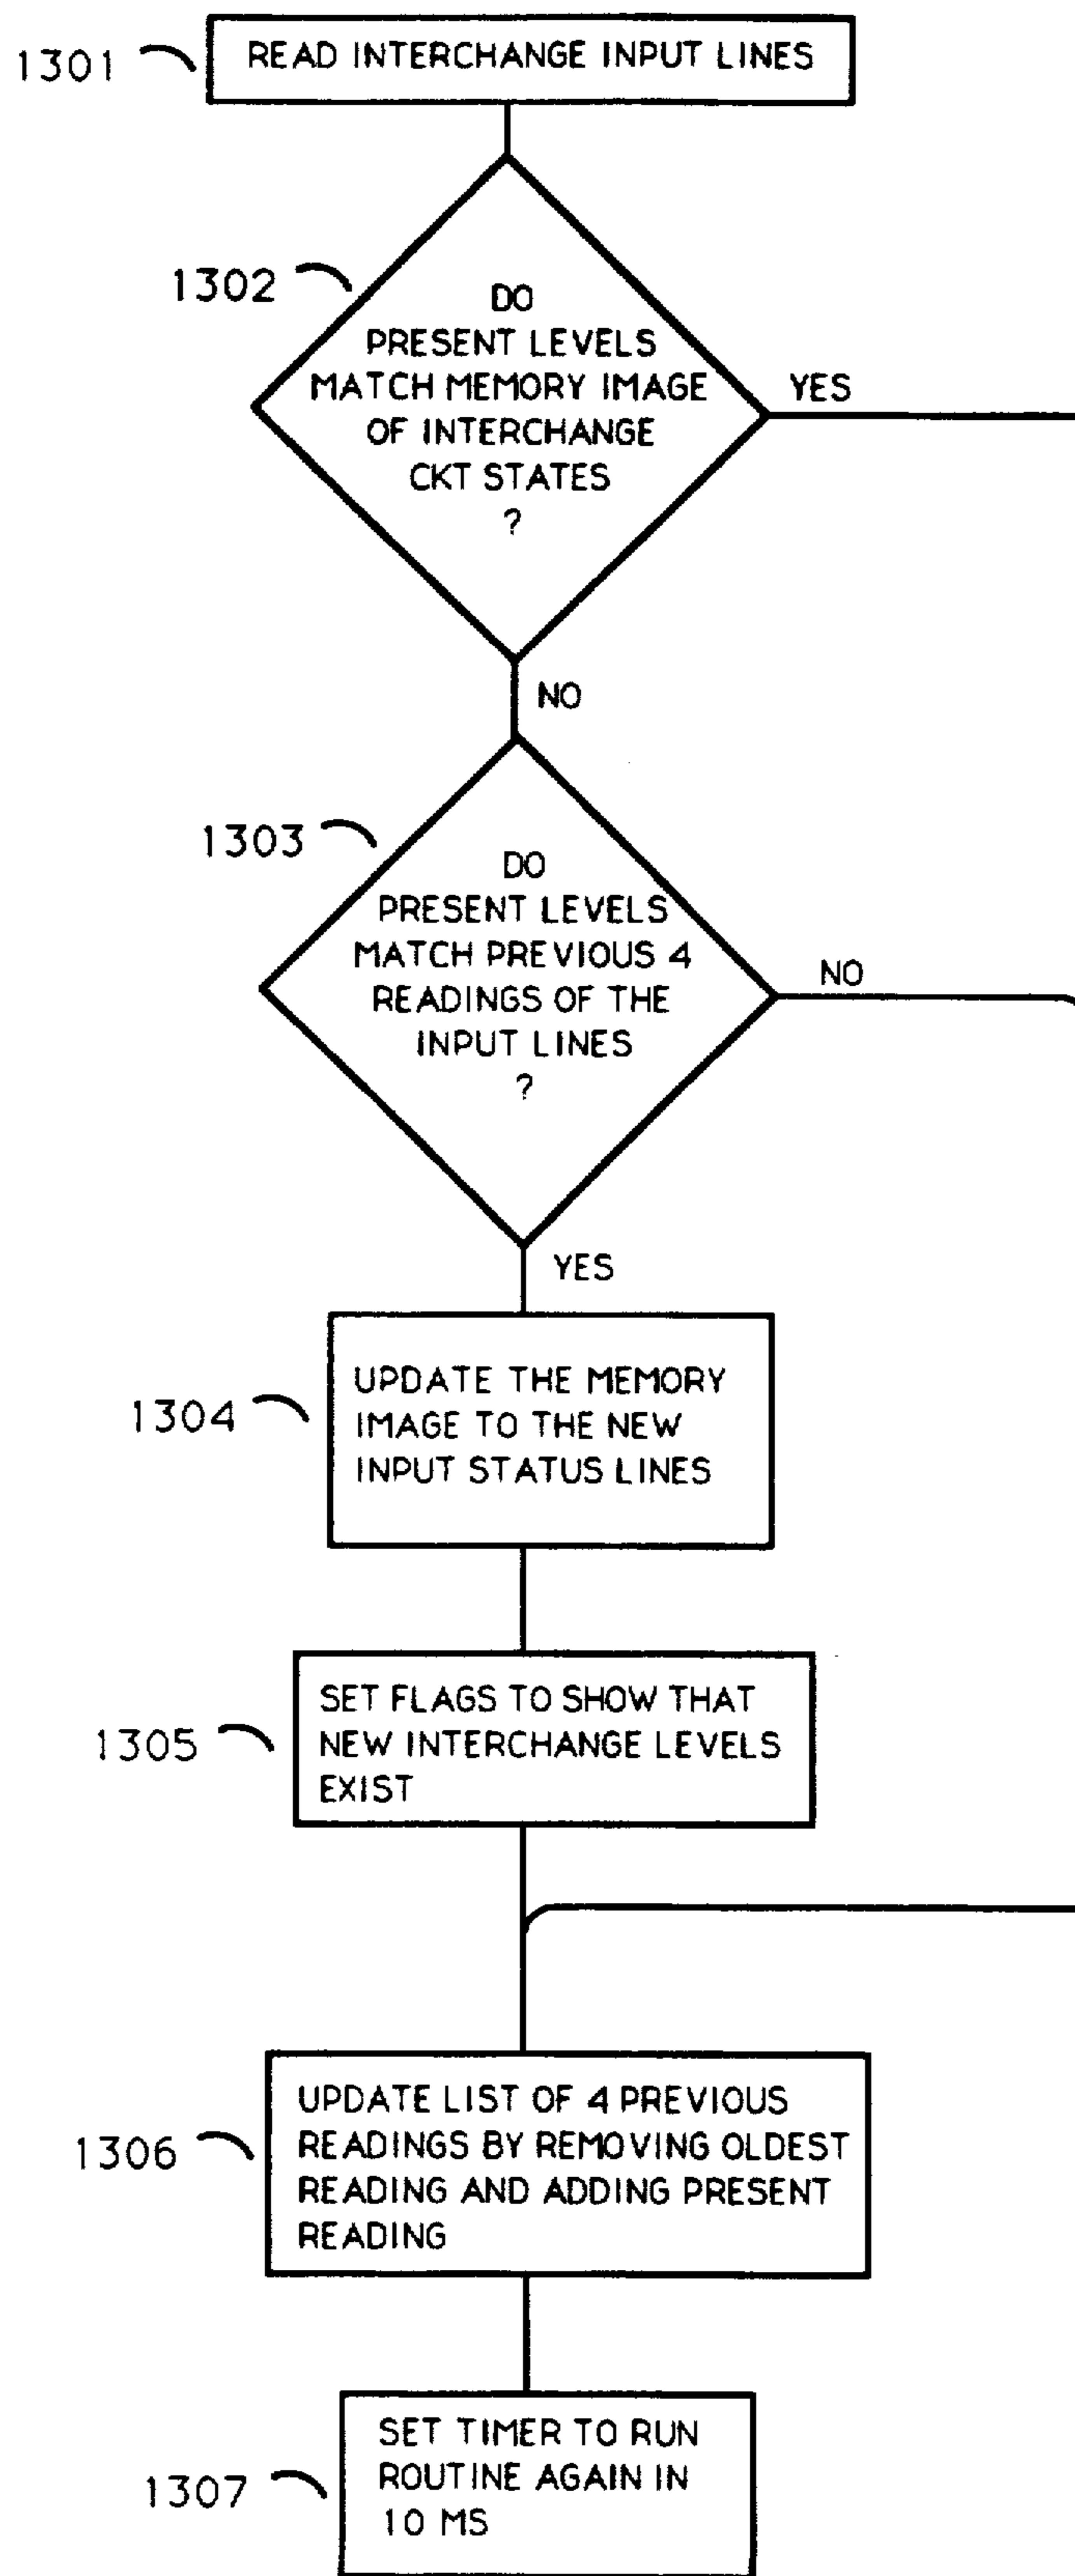 1301
READ INTERCHANGE INPUT LINES
1302
DO
PRESENT LEVELS
MATCH MEMORY IMAGE
OF INTERCHANGE
CKT STATES
?
YES
NO
1303
DO
PRESENT LEVELS
MATCH PREVIOUS 4
READINGS OF THE
INPUT LINES
?
NO
YES
1304
UPDATE THE MEMORY
IMAGE TO THE NEW
INPUT STATUS LINES
1305
SET FLAGS TO SHOW THAT
NEW INTERCHANGE LEVELS
EXIST
1306
UPDATE LIST OF 4 PREVIOUS
READINGS BY REMOVING OLDEST
READING AND ADDING PRESENT
READING
1307
SET TIMER TO RUN
ROUTINE AGAIN IN
10 MS